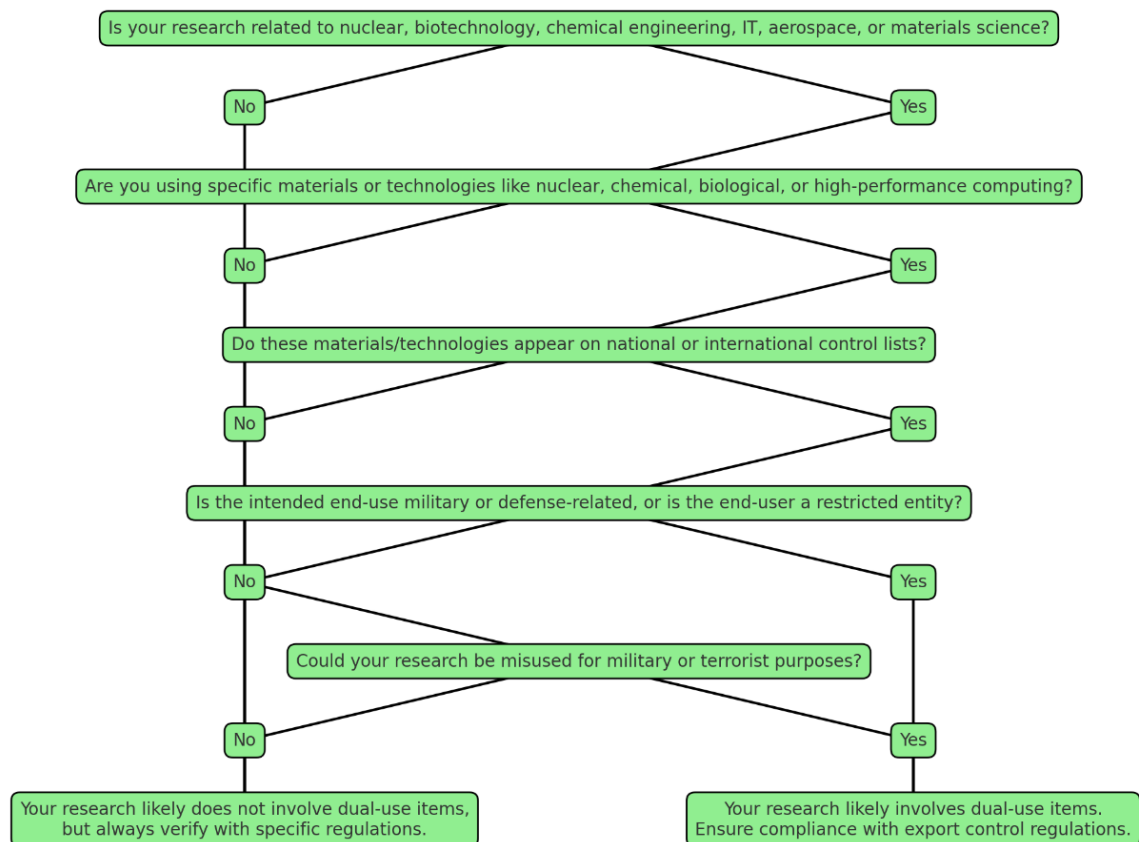 Is your research related to nuclear, biotechnology, chemical engineering, IT, aerospace, or materials science?
No
Yes
Are you using specific materials or technologies like nuclear, chemical, biological, or high-performance computing?
No
Yes
Do these materials/technologies appear on national or international control lists?
No
Yes
Is the intended end-use military or defense-related, or is the end-user a restricted entity?
No
Yes
Could your research be misused for military or terrorist purposes?
No
Yes
Your research likely does not involve dual-use items,
but always verify with specific regulations.
Your research likely involves dual-use items.
Ensure compliance with export control regulations.